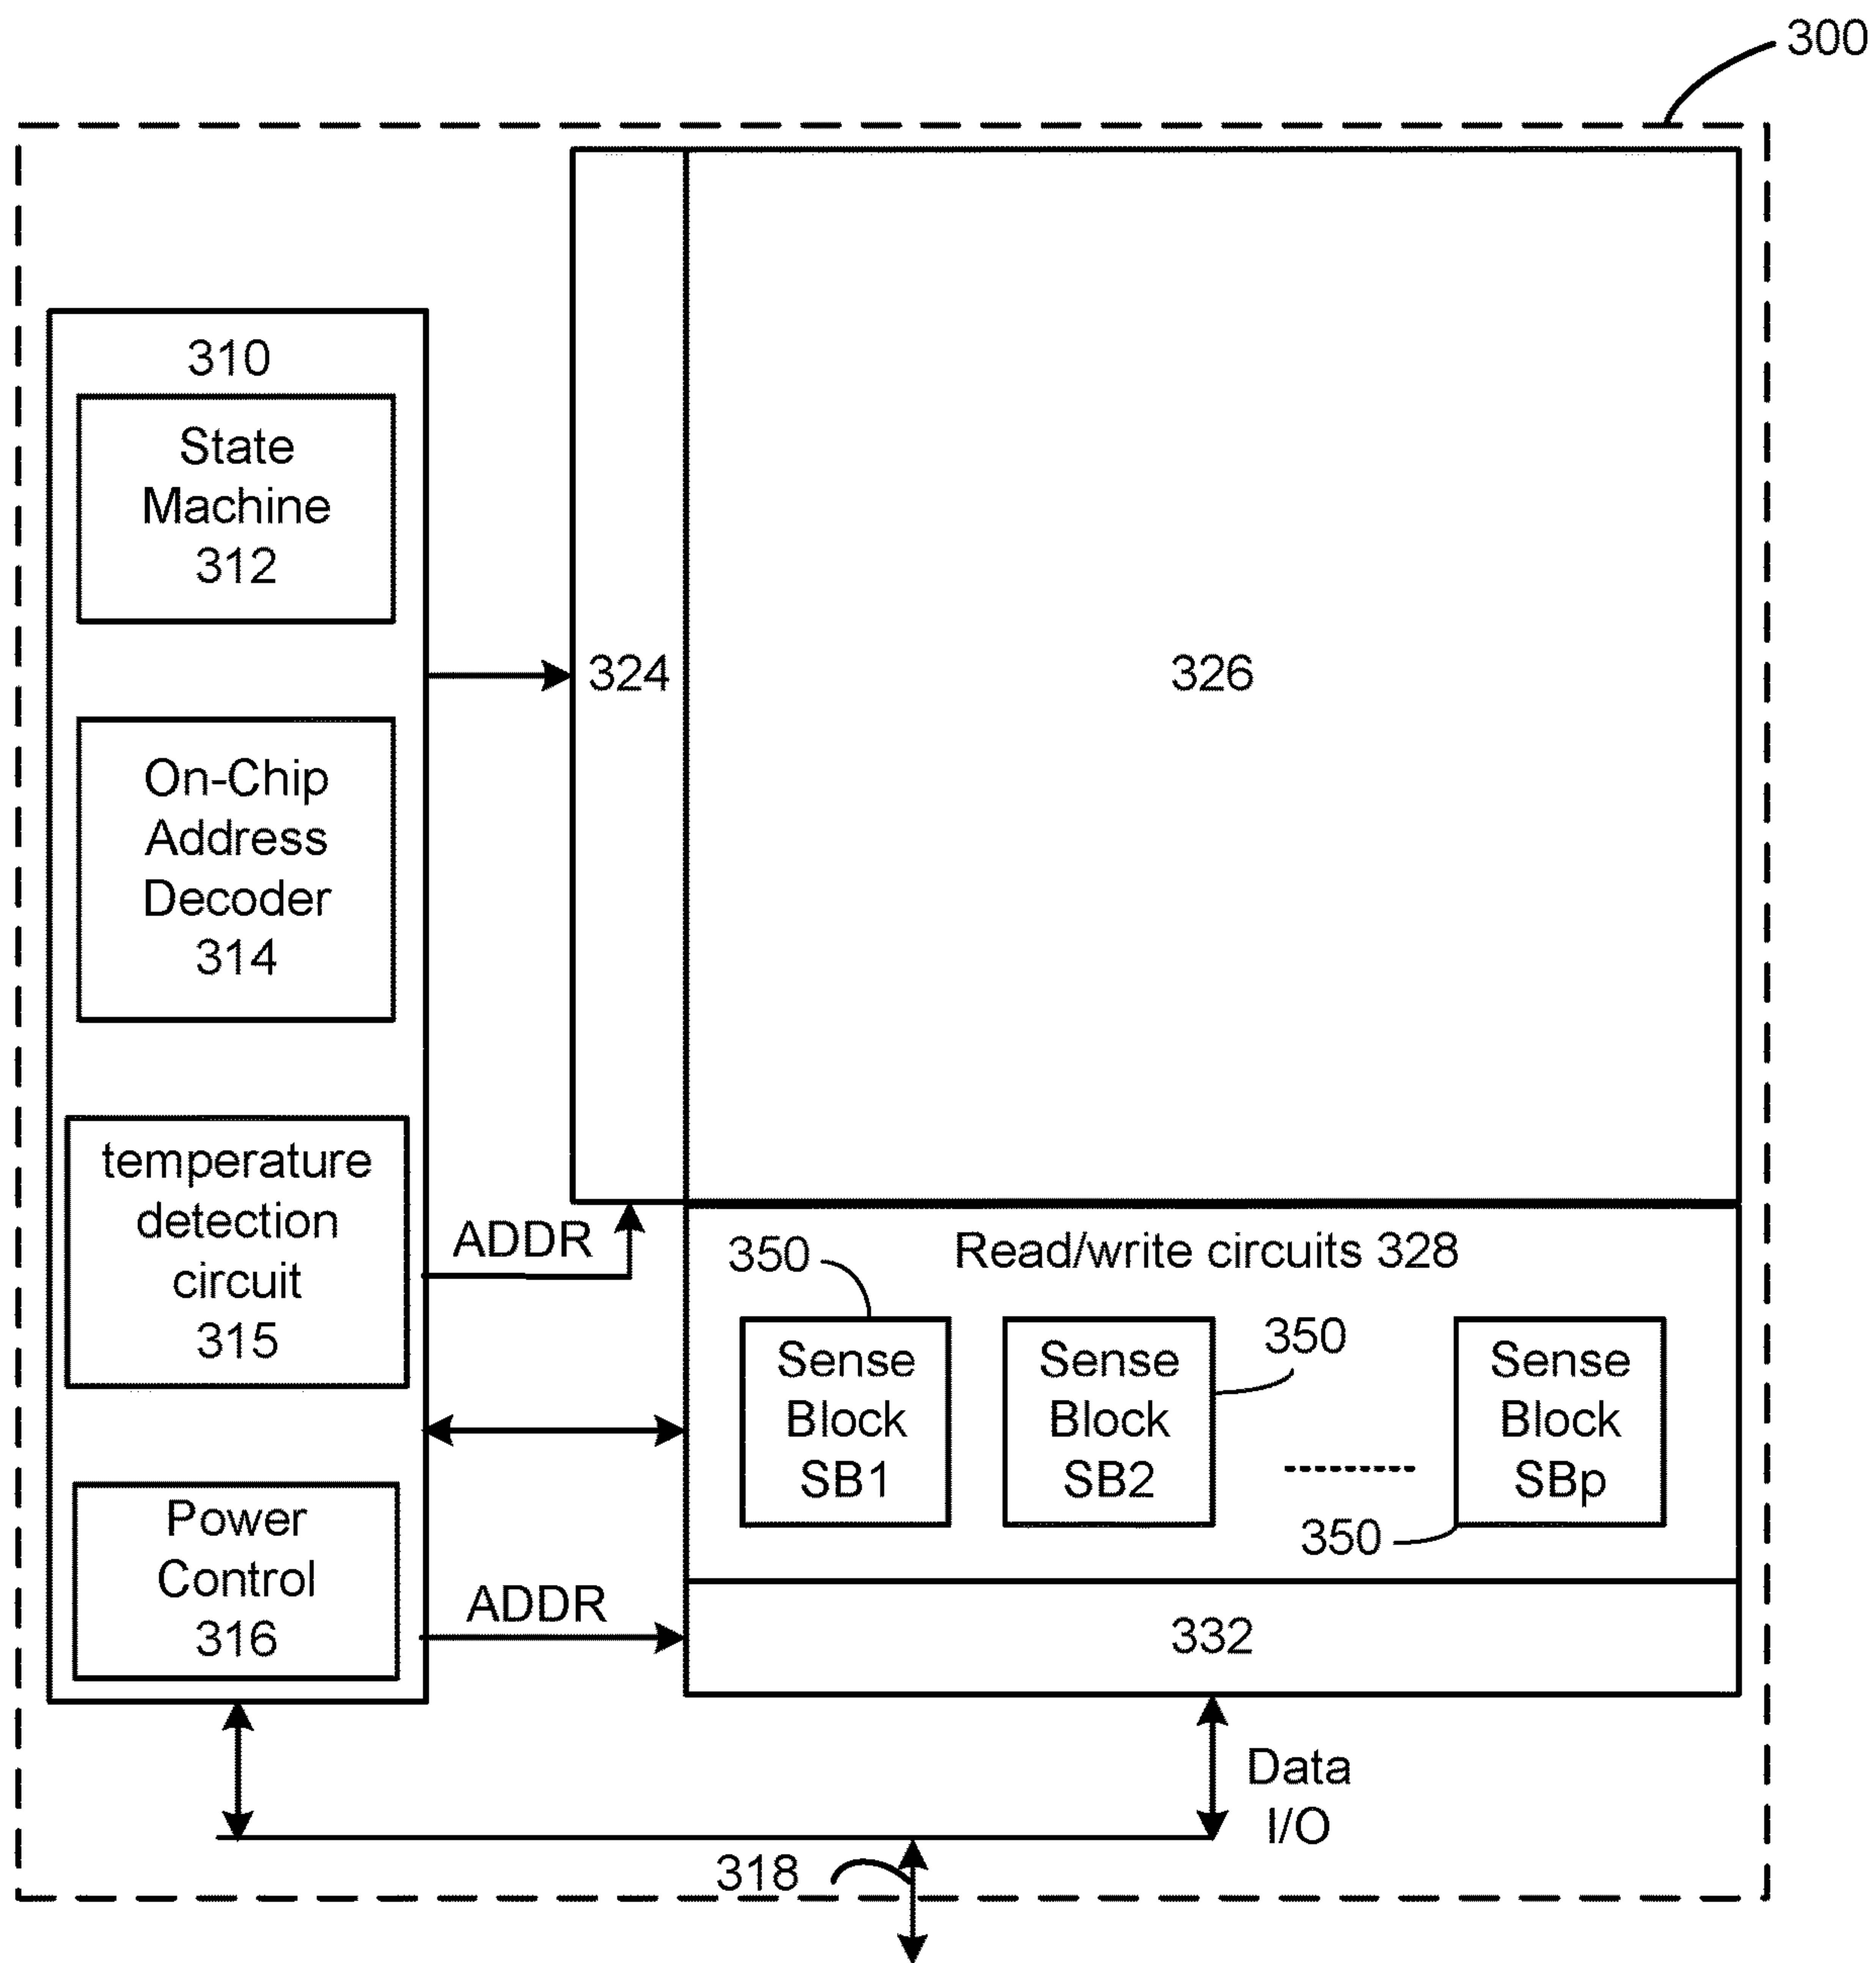 300
310
State
Machine
312
On-Chip
Address
Decoder
314
temperature
detection
circuit
315
Power
Control
316
324
326
ADDR
Read/write circuits 328
350
Sense
Block
SB1
Sense
Block
SB2
350
Sense
Block
SBp
350
ADDR
332
Data
I/O
318